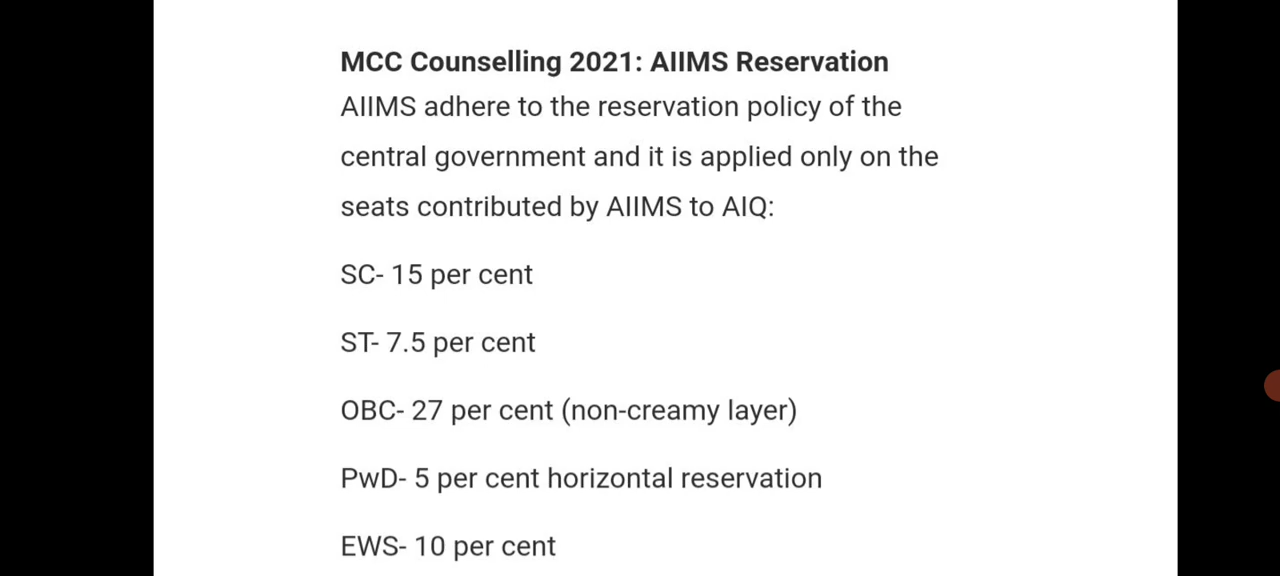 MCC Counselling 2021: AIIMS Reservation
AIIMS adhere to the reservation policy of the
central government and it is applied only on the
seats contributed by AIIMS to AIQ:
SC- 15 per cent
ST- 7.5 per cent
OBC- 27 per cent (non-creamy layer)
PwD- 5 per cent horizontal reservation
EWS- 10 per cent